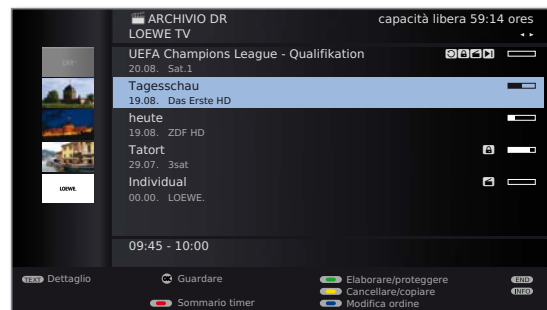 ARCHIVIO DR capacità libera 59:14 ores
LOEWE TV
UEFA Champions League - Qualifikation
20.08. Sat.1
Tagesschau
19.08. Das Erste HD
heute
19.08. ZDF HD
Tatort
29.07. 3sat
Individual
00.00. LOEWE.
LOEWE.
09:45 - 10:00
TEXT Dettaglio OK Guardare Elaborare/proteggere END
Cancellare/copiare INFO
Sommario timer Modifica ordine